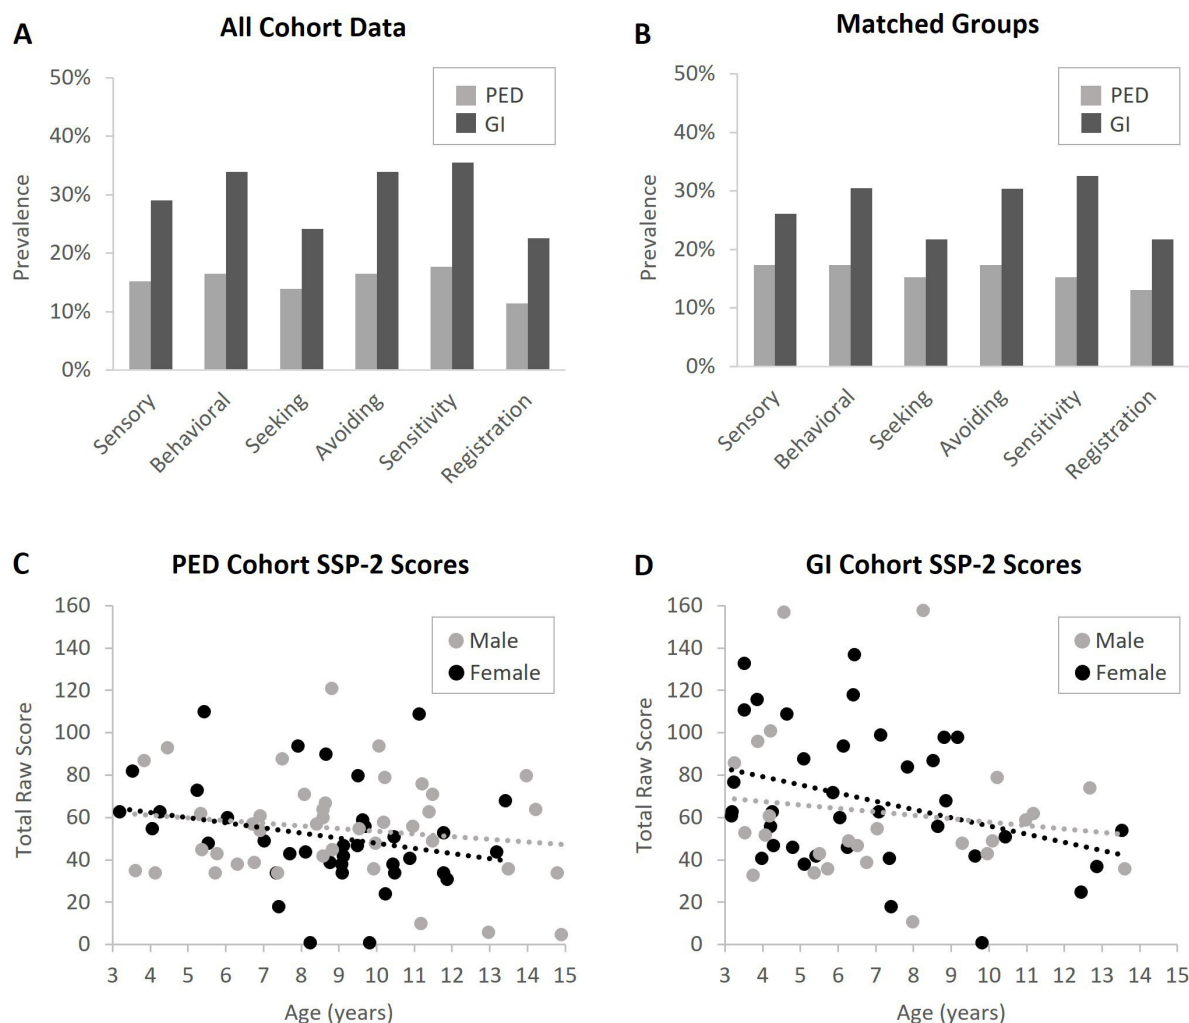 A
All Cohort Data
Prevalence
50%
40%
30%
20%
10%
0%
PED
GI
Sensory
Behavioral
Seeking
Avoiding
Sensitivity
Registration
B
Matched Groups
Prevalence
50%
40%
30%
20%
10%
0%
PED
GI
Sensory
Behavioral
Seeking
Avoiding
Sensitivity
Registration
C
PED Cohort SSP-2 Scores
Total Raw Score
160
140
120
100
80
60
40
20
0
Male
Female
3 4 5 6 7 8 9 10 11 12 13 14 15
Age (years)
D
GI Cohort SSP-2 Scores
Total Raw Score
160
140
120
100
80
60
40
20
0
Male
Female
3 4 5 6 7 8 9 10 11 12 13 14 15
Age (years)